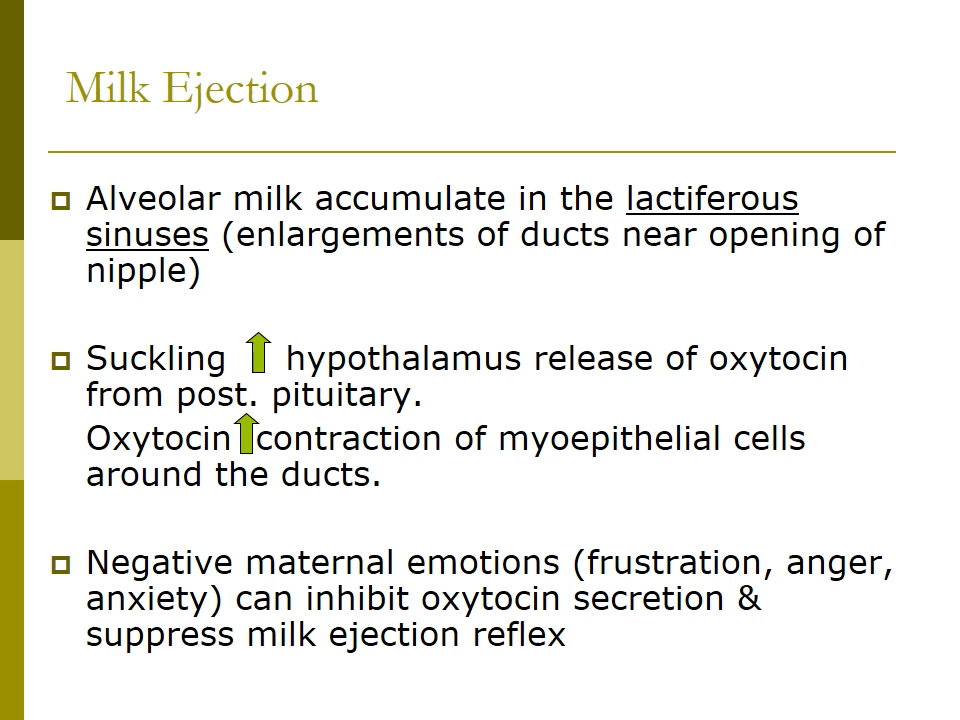 Milk Ejection
Alveolar milk accumulate in the lactiferous
sinuses (enlargements of ducts near opening of
nipple)
Suckling hypothalamus release of oxytocin
from post. pituitary.
Oxytocin contraction of myoepithelial cells
around the ducts.
Negative maternal emotions (frustration, anger,
anxiety) can inhibit oxytocin secretion &
suppress milk ejection reflex